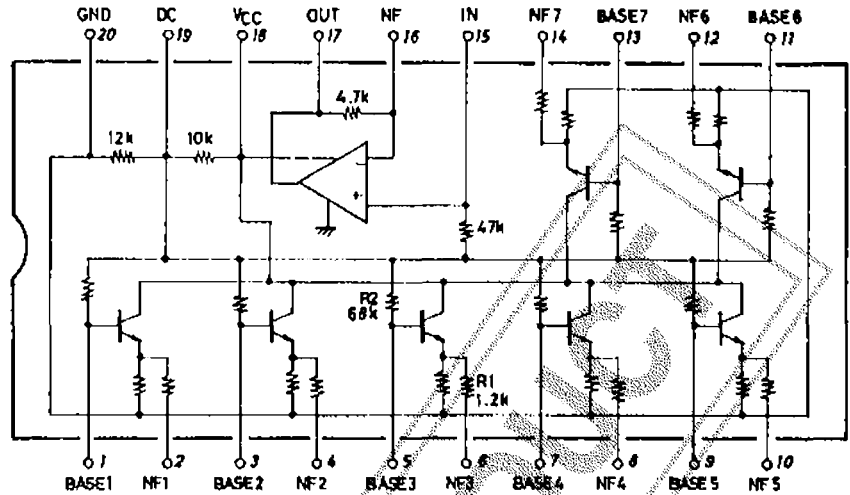 GND DC VCC OUT NF IN NF7 BASE7 NF6 BASE6
20 19 18 17 16 15 14 13 12 11
4.7k
12k 10k
-
+
47k
R2
68k
R1
1.2k
1 2 3 4 5 6 7 8 9 10
BASE1 NF1 BASE2 NF2 BASE3 NF3 BASE4 NF4 BASE5 NF5